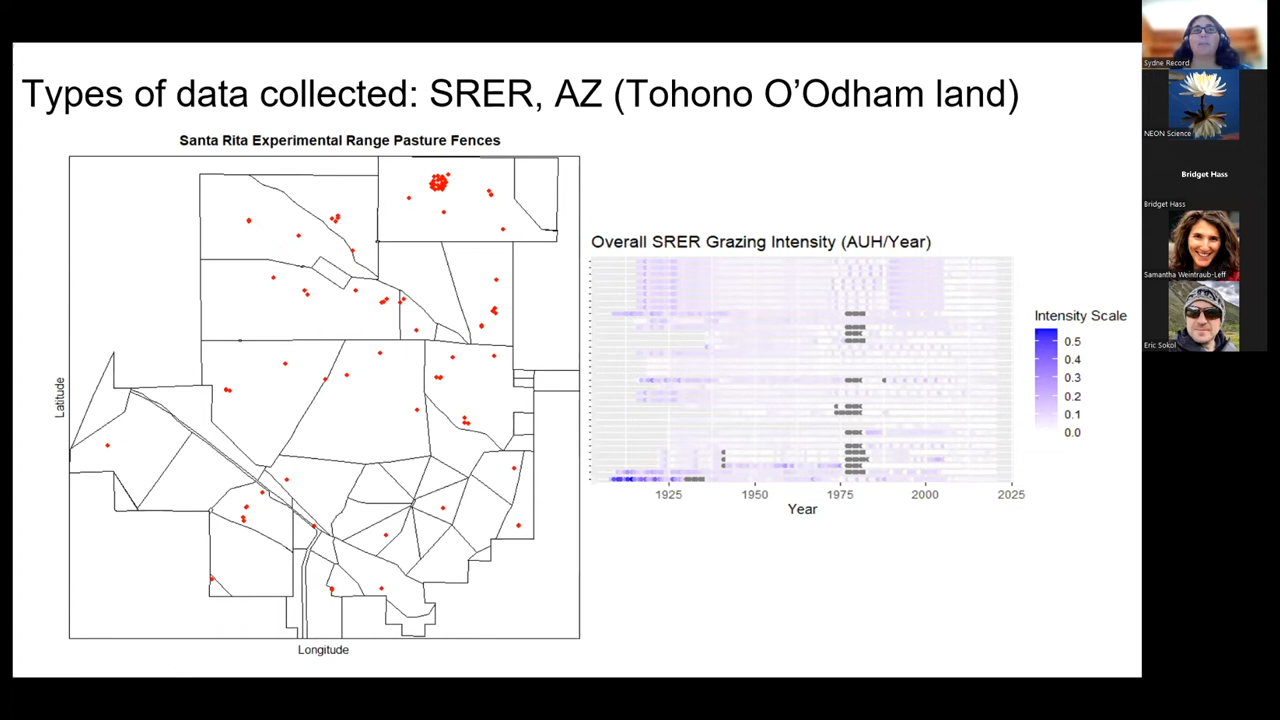 Types of data collected: SRER, AZ (Tohono O’Odham land)
Santa Rita Experimental Range Pasture Fences
Latitude
Longitude
Overall SRER Grazing Intensity (AUH/Year)
1925 1950 1975 2000 2025
Year
Intensity Scale
0.5
0.4
0.3
0.2
0.1
0.0
Sydne Record
NEON Science
Bridget Hass
Bridget Hass
Samantha Weintraub-Leff
Eric Sokol